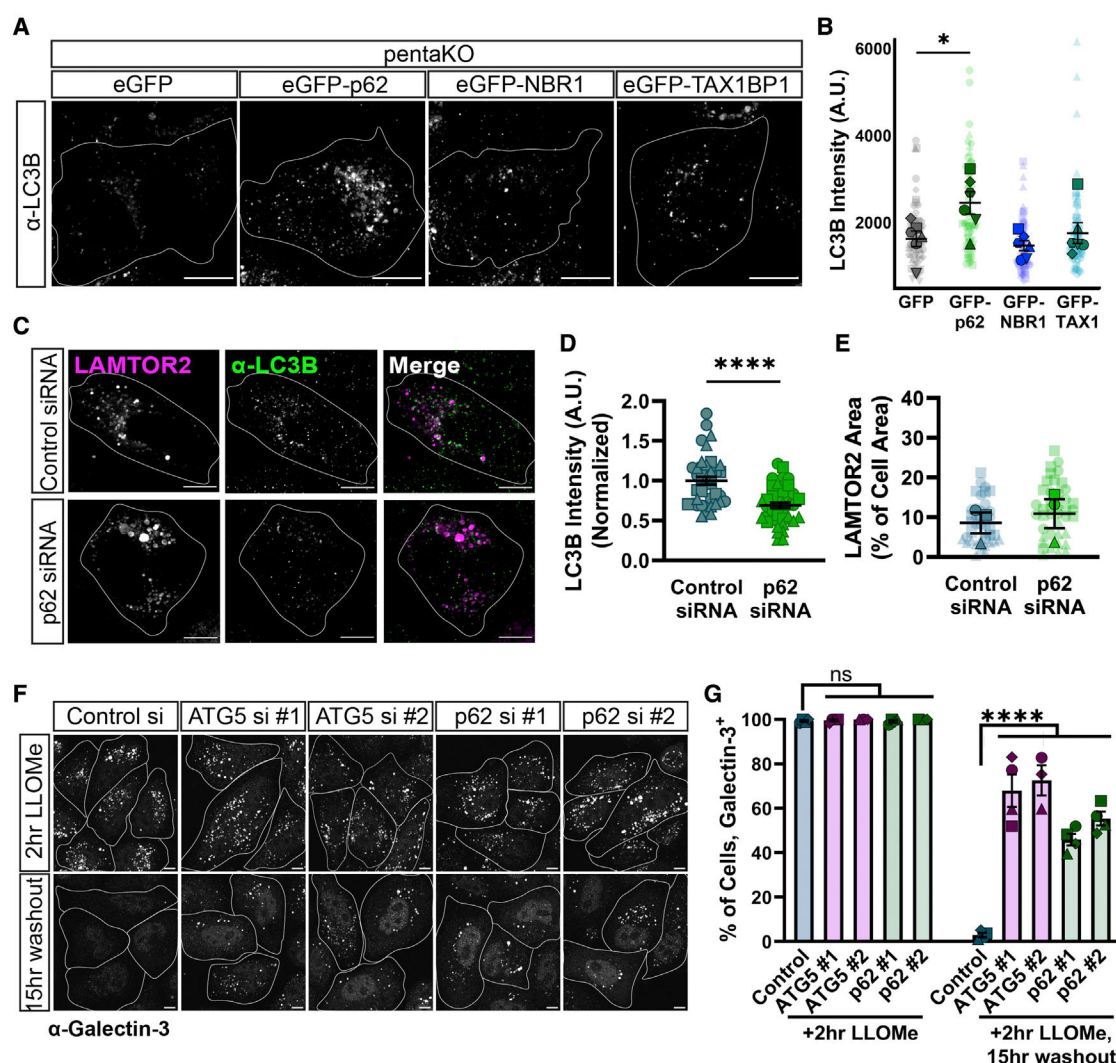 A
pentaKO
eGFP eGFP-p62 eGFP-NBR1 eGFP-TAX1BP1
α-LC3B
B
LC3B Intensity (A.U.)
6000
4000
2000
*
GFP GFP-p62 GFP-NBR1 GFP-TAX1
C
LAMTOR2 α-LC3B Merge
Control siRNA
p62 siRNA
D
LC3B Intensity (A.U.)
(Normalized)
2.0
1.5
1.0
0.5
0.0
****
Control siRNA
p62 siRNA
E
LAMTOR2 Area
(% of Cell Area)
40
30
20
10
0
Control siRNA
p62 siRNA
F
Control si ATG5 si #1 ATG5 si #2 p62 si #1 p62 si #2
2hr LLOMe
15hr washout
α-Galectin-3
G
% of Cells, Galectin-3⁺
100
80
60
40
20
0
ns
****
Control ATG5 #1 ATG5 #2 p62 #1 p62 #2
+2hr LLOMe
Control ATG5 #1 ATG5 #2 p62 #1 p62 #2
+2hr LLOMe,
15hr washout